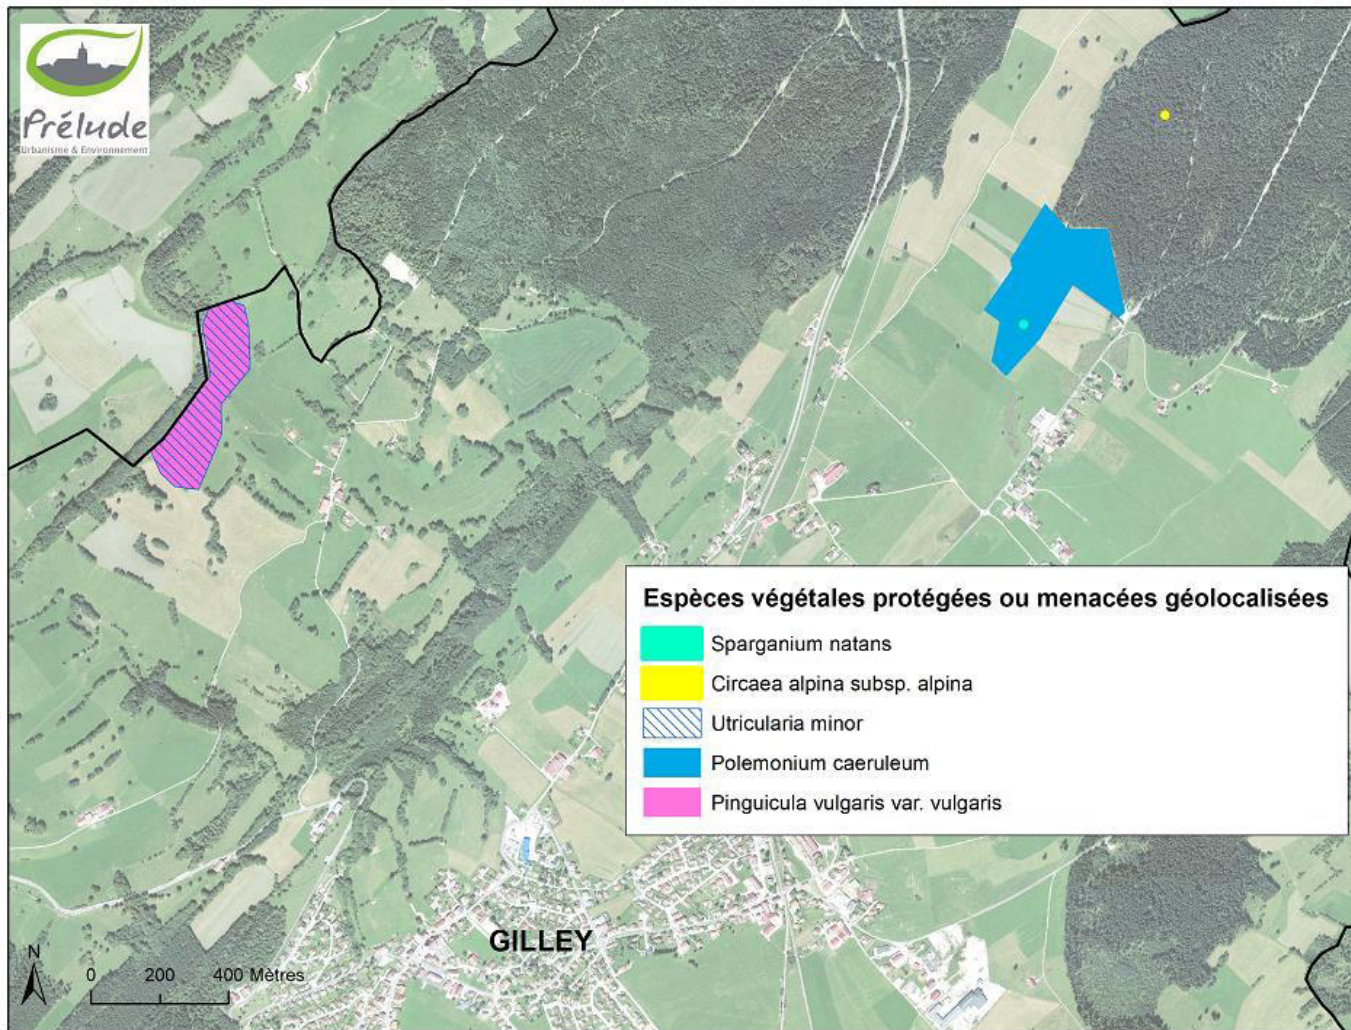 Prélude
Urbanisme & Environnement
Espèces végétales protégées ou menacées géolocalisées
Sparganium natans
Circaea alpina subsp. alpina
Utricularia minor
Polemonium caeruleum
Pinguicula vulgaris var. vulgaris
GILLEY
N
0 200 400 Mètres